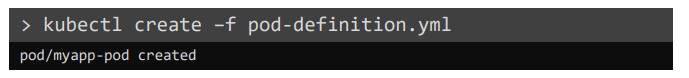 > kubectl create –f pod-definition.yml
pod/myapp-pod created